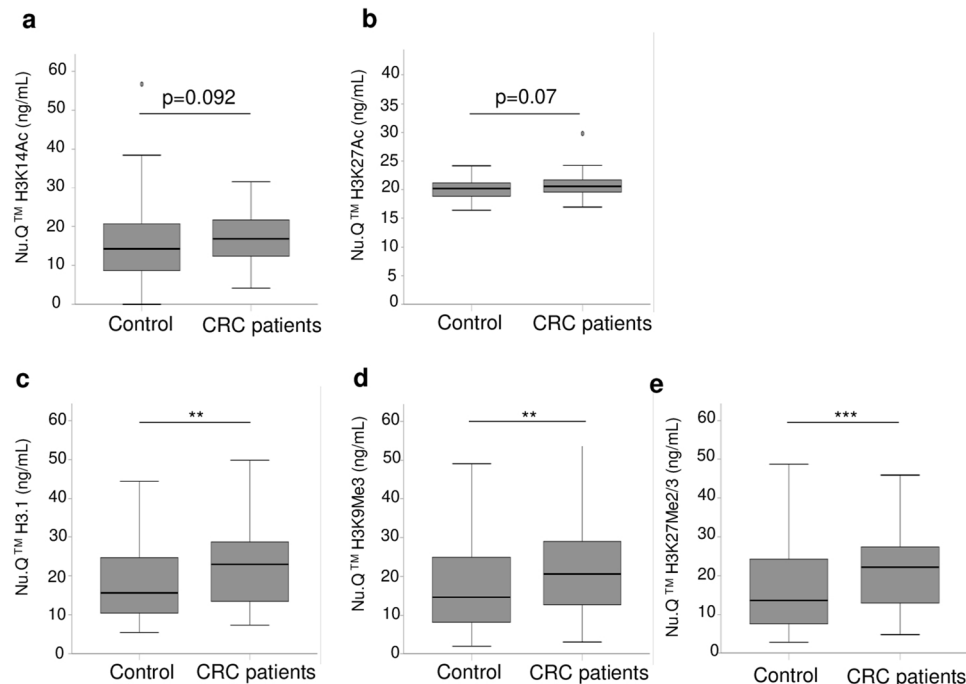 a
Nu.Q™ H3K14Ac (ng/mL)
60
50
40
30
20
10
0
p=0.092
Control CRC patients
b
Nu.Q™ H3K27Ac (ng/mL)
40
35
30
25
20
15
10
5
0
p=0.07
Control CRC patients
c
Nu.Q™ H3.1 (ng/mL)
60
50
40
30
20
10
0
**
Control CRC patients
d
Nu.Q™ H3K9Me3 (ng/mL)
60
50
40
30
20
10
0
**
Control CRC patients
e
Nu.Q ™ H3K27Me2/3 (ng/mL)
60
50
40
30
20
10
0
***
Control CRC patients